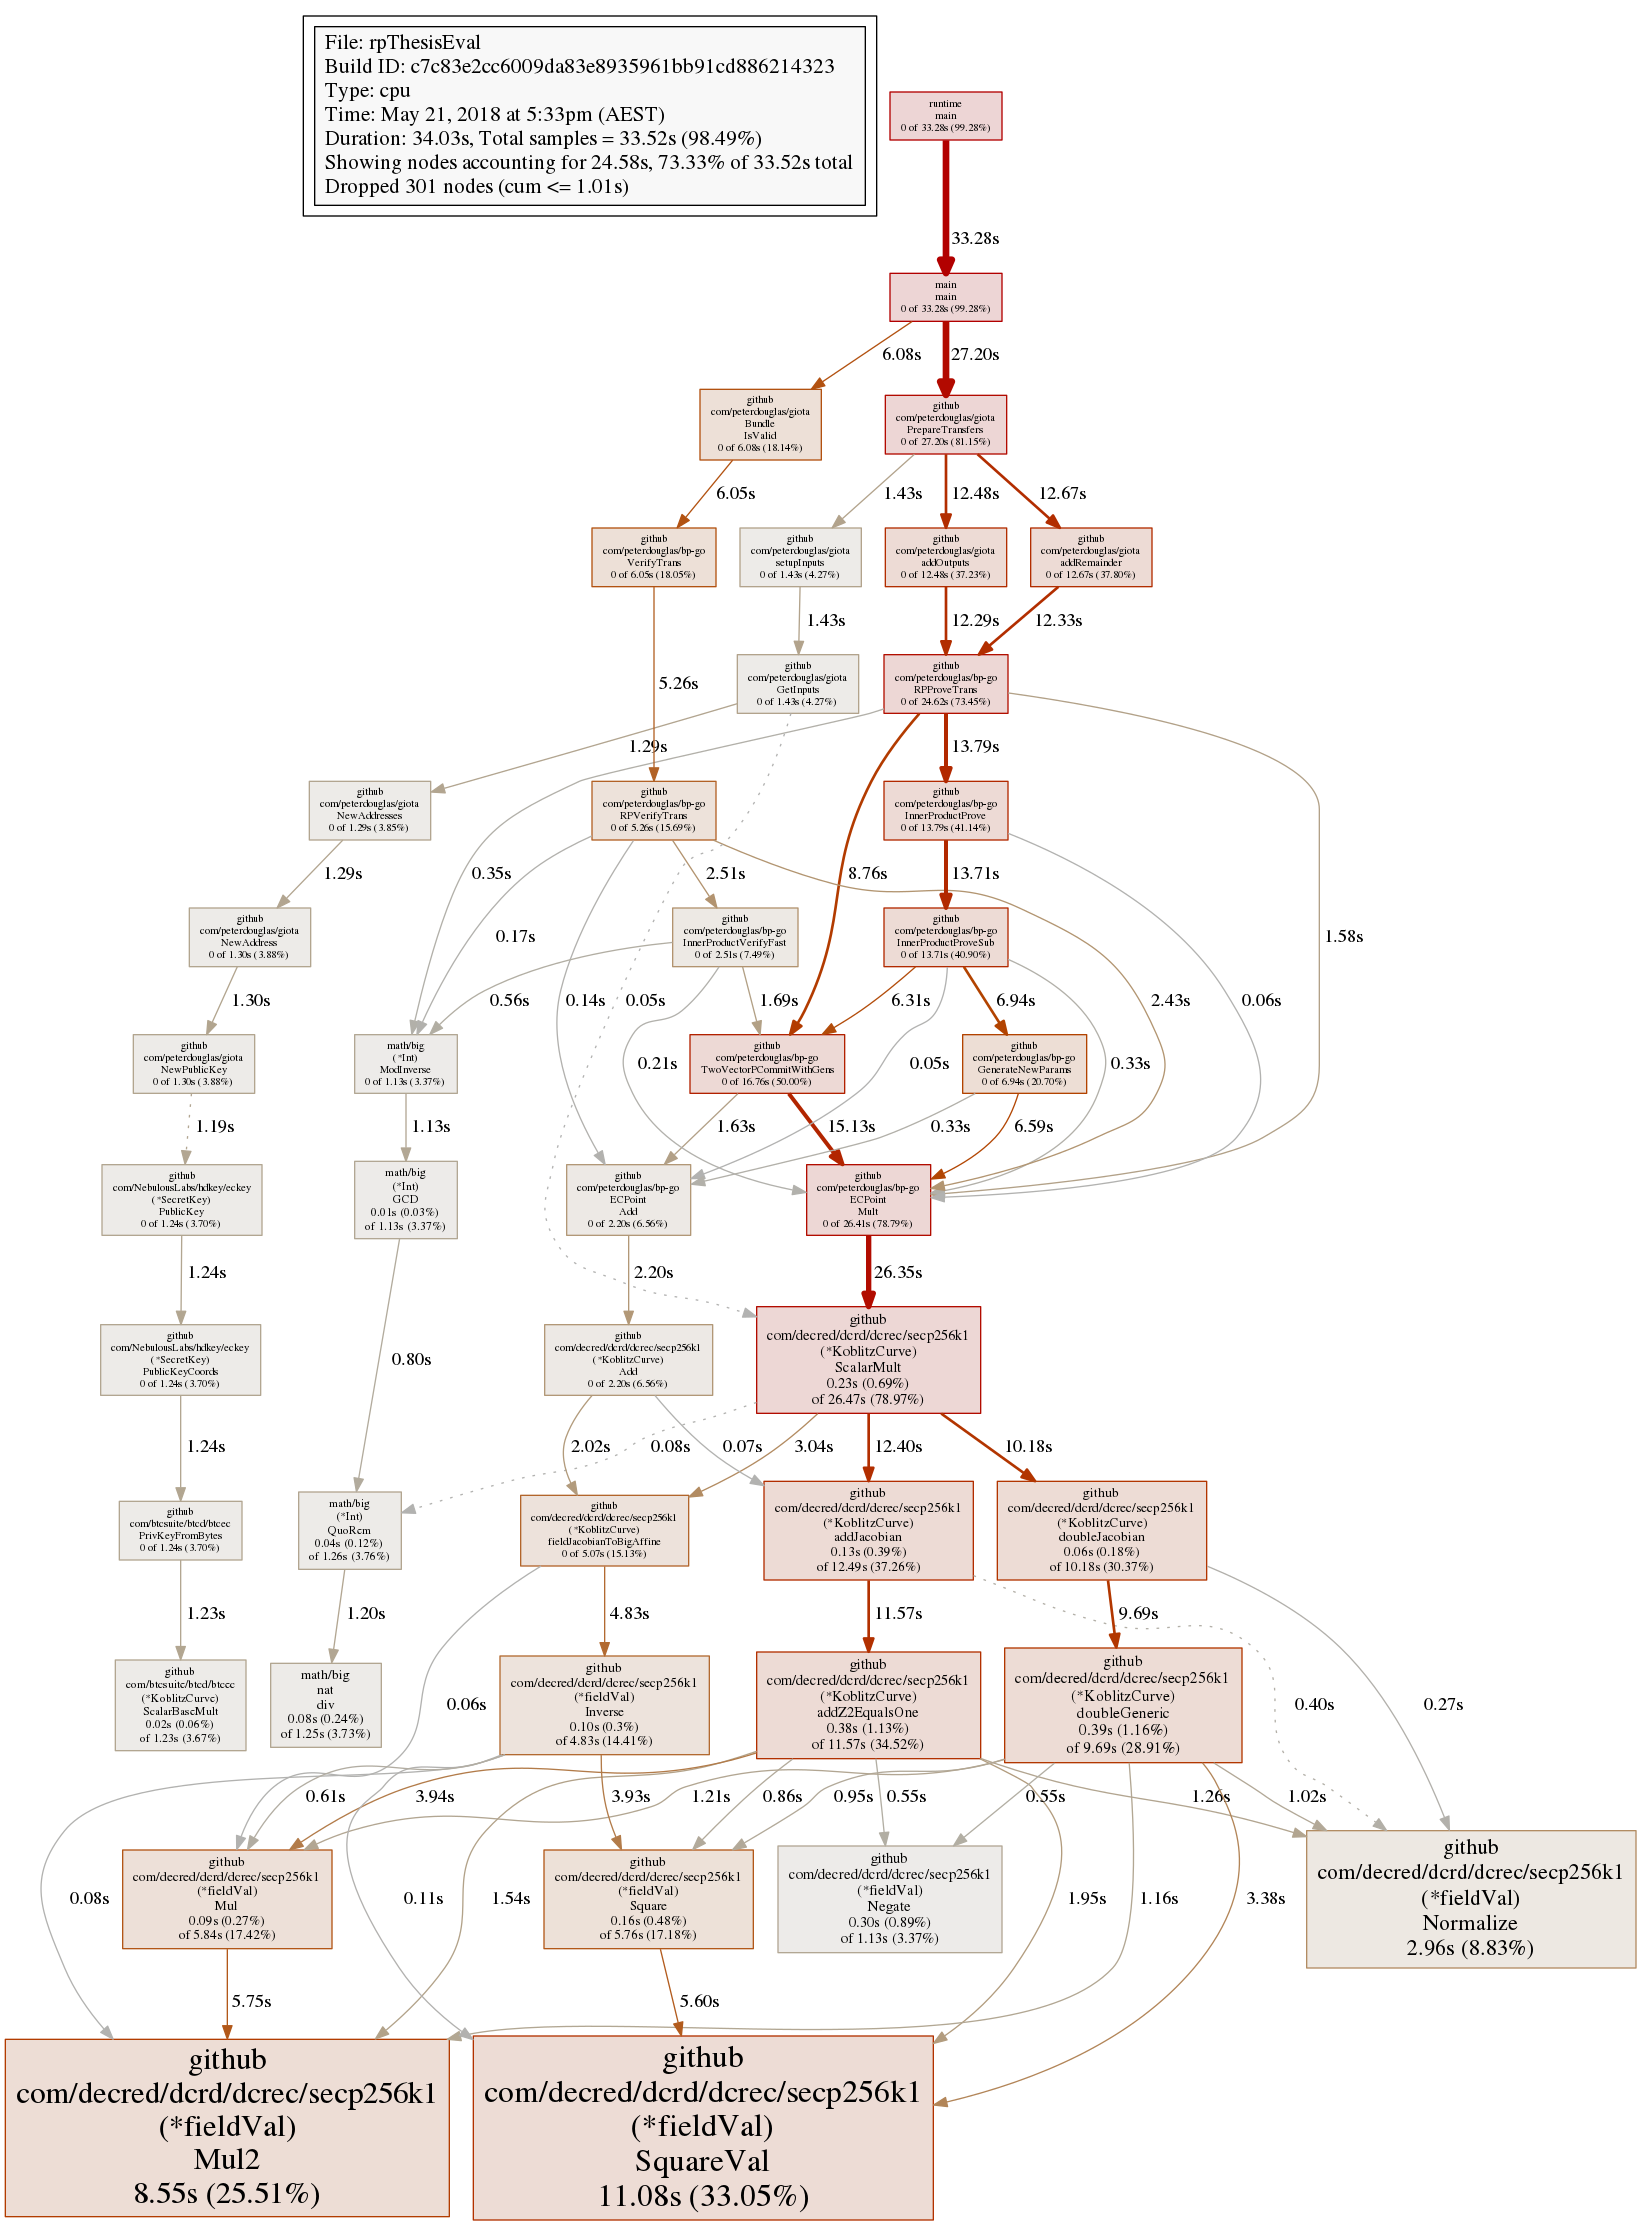 File: rpThesisEval
Build ID: c7c83e2cc6009da83e8935961bb91cd886214323
Type: cpu
Time: May 21, 2018 at 5:33pm (AEST)
Duration: 34.03s, Total samples = 33.52s (98.49%)
Showing nodes accounting for 24.58s, 73.33% of 33.52s total
Dropped 301 nodes (cum <= 1.01s)
runtime
main
0 of 33.28s (99.28%)
33.28s
main
main
0 of 33.28s (99.28%)
6.08s
27.20s
github
com/peterdouglas/giota
Bundle
IsValid
0 of 6.08s (18.14%)
github
com/peterdouglas/giota
PrepareTransfers
0 of 27.20s (81.15%)
6.05s
1.43s
12.48s
12.67s
github
com/peterdouglas/bp-go
VerifyTrans
0 of 6.05s (18.05%)
github
com/peterdouglas/giota
setupInputs
0 of 1.43s (4.27%)
github
com/peterdouglas/giota
addOutputs
0 of 12.48s (37.23%)
github
com/peterdouglas/giota
addRemainder
0 of 12.67s (37.80%)
1.43s
12.29s
12.33s
5.26s
github
com/peterdouglas/giota
GetInputs
0 of 1.43s (4.27%)
github
com/peterdouglas/bp-go
RPProveTrans
0 of 24.62s (73.45%)
1.29s
13.79s
github
com/peterdouglas/giota
NewAddresses
0 of 1.29s (3.85%)
github
com/peterdouglas/bp-go
RPVerifyTrans
0 of 5.26s (15.69%)
github
com/peterdouglas/bp-go
InnerProductProve
0 of 13.79s (41.14%)
1.29s
0.35s
2.51s
8.76s
13.71s
github
com/peterdouglas/giota
NewAddress
0 of 1.30s (3.88%)
0.17s
github
com/peterdouglas/bp-go
InnerProductVerifyFast
0 of 2.51s (7.49%)
github
com/peterdouglas/bp-go
InnerProductProveSub
0 of 13.71s (40.90%)
1.58s
1.30s
0.56s
0.14s
0.05s
1.69s
6.31s
6.94s
2.43s
0.06s
github
com/peterdouglas/giota
NewPublicKey
0 of 1.30s (3.88%)
math/big
(*Int)
ModInverse
0 of 1.13s (3.37%)
0.21s
github
com/peterdouglas/bp-go
TwoVectorPCommitWithGens
0 of 16.76s (50.00%)
0.05s
github
com/peterdouglas/bp-go
GenerateNewParams
0 of 6.94s (20.70%)
0.33s
1.19s
1.13s
1.63s
15.13s
0.33s
6.59s
github
com/NebulousLabs/hdkey/eckey
(*SecretKey)
PublicKey
0 of 1.24s (3.70%)
math/big
(*Int)
GCD
0.01s (0.03%)
of 1.13s (3.37%)
github
com/peterdouglas/bp-go
ECPoint
Add
0 of 2.20s (6.56%)
github
com/peterdouglas/bp-go
ECPoint
Mult
0 of 26.41s (78.79%)
1.24s
2.20s
26.35s
github
com/NebulousLabs/hdkey/eckey
(*SecretKey)
PublicKeyCoords
0 of 1.24s (3.70%)
0.80s
github
com/decred/dcrd/dcrec/secp256k1
(*KoblitzCurve)
Add
0 of 2.20s (6.56%)
github
com/decred/dcrd/dcrec/secp256k1
(*KoblitzCurve)
ScalarMult
0.23s (0.69%)
of 26.47s (78.97%)
1.24s
2.02s
0.08s
0.07s
3.04s
12.40s
10.18s
github
com/btcsuite/btcd/btcec
PrivKeyFromBytes
0 of 1.24s (3.70%)
math/big
(*Int)
QuoRem
0.04s (0.12%)
of 1.26s (3.76%)
github
com/decred/dcrd/dcrec/secp256k1
(*KoblitzCurve)
fieldJacobianToBigAffine
0 of 5.07s (15.13%)
github
com/decred/dcrd/dcrec/secp256k1
(*KoblitzCurve)
addJacobian
0.13s (0.39%)
of 12.49s (37.26%)
github
com/decred/dcrd/dcrec/secp256k1
(*KoblitzCurve)
doubleJacobian
0.06s (0.18%)
of 10.18s (30.37%)
1.23s
1.20s
4.83s
11.57s
9.69s
github
com/btcsuite/btcd/btcec
(*KoblitzCurve)
ScalarBaseMult
0.02s (0.06%)
of 1.23s (3.67%)
math/big
nat
div
0.08s (0.24%)
of 1.25s (3.73%)
0.06s
github
com/decred/dcrd/dcrec/secp256k1
(*fieldVal)
Inverse
0.10s (0.3%)
of 4.83s (14.41%)
github
com/decred/dcrd/dcrec/secp256k1
(*KoblitzCurve)
addZ2EqualsOne
0.38s (1.13%)
of 11.57s (34.52%)
github
com/decred/dcrd/dcrec/secp256k1
(*KoblitzCurve)
doubleGeneric
0.39s (1.16%)
of 9.69s (28.91%)
0.40s
0.27s
0.61s
3.94s
3.93s
1.21s
0.86s
0.95s
0.55s
0.55s
1.26s
1.02s
0.08s
github
com/decred/dcrd/dcrec/secp256k1
(*fieldVal)
Mul
0.09s (0.27%)
of 5.84s (17.42%)
0.11s
1.54s
github
com/decred/dcrd/dcrec/secp256k1
(*fieldVal)
Square
0.16s (0.48%)
of 5.76s (17.18%)
github
com/decred/dcrd/dcrec/secp256k1
(*fieldVal)
Negate
0.30s (0.89%)
of 1.13s (3.37%)
1.95s
1.16s
3.38s
github
com/decred/dcrd/dcrec/secp256k1
(*fieldVal)
Normalize
2.96s (8.83%)
5.75s
5.60s
github
com/decred/dcrd/dcrec/secp256k1
(*fieldVal)
Mul2
8.55s (25.51%)
github
com/decred/dcrd/dcrec/secp256k1
(*fieldVal)
SquareVal
11.08s (33.05%)